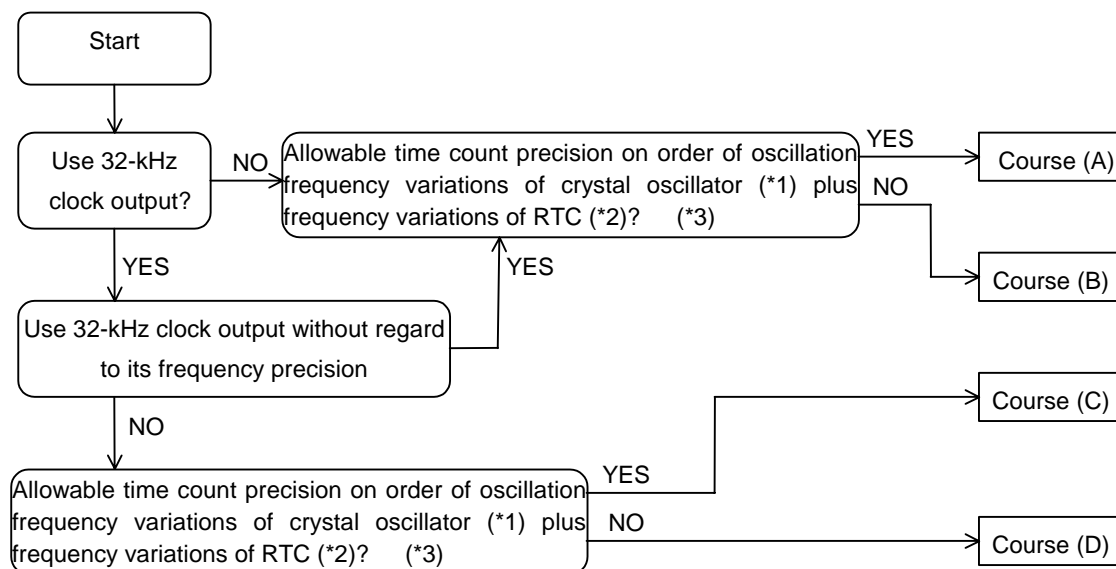 Start
Use 32-kHz
clock output?
NO
Allowable time count precision on order of oscillation
frequency variations of crystal oscillator (*1) plus
frequency variations of RTC (*2)? (*3)
YES
Course (A)
NO
Course (B)
YES
YES
Use 32-kHz clock output without regard
to its frequency precision
Course (C)
NO
Allowable time count precision on order of oscillation
frequency variations of crystal oscillator (*1) plus
frequency variations of RTC (*2)? (*3)
YES
NO
Course (D)